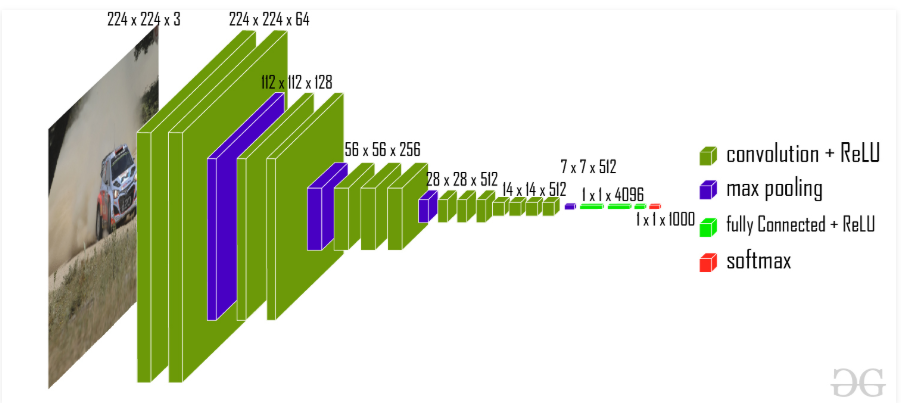 224 x 224 x 3
224 x 224 x 64
112 x 112 x 128
56 x 56 x 256
28 x 28 x 512
14 x 14 x 512
7 x 7 x 512
1 x 1 x 4096
1 x 1 x 1000
convolution + ReLU
max pooling
fully Connected + ReLU
softmax